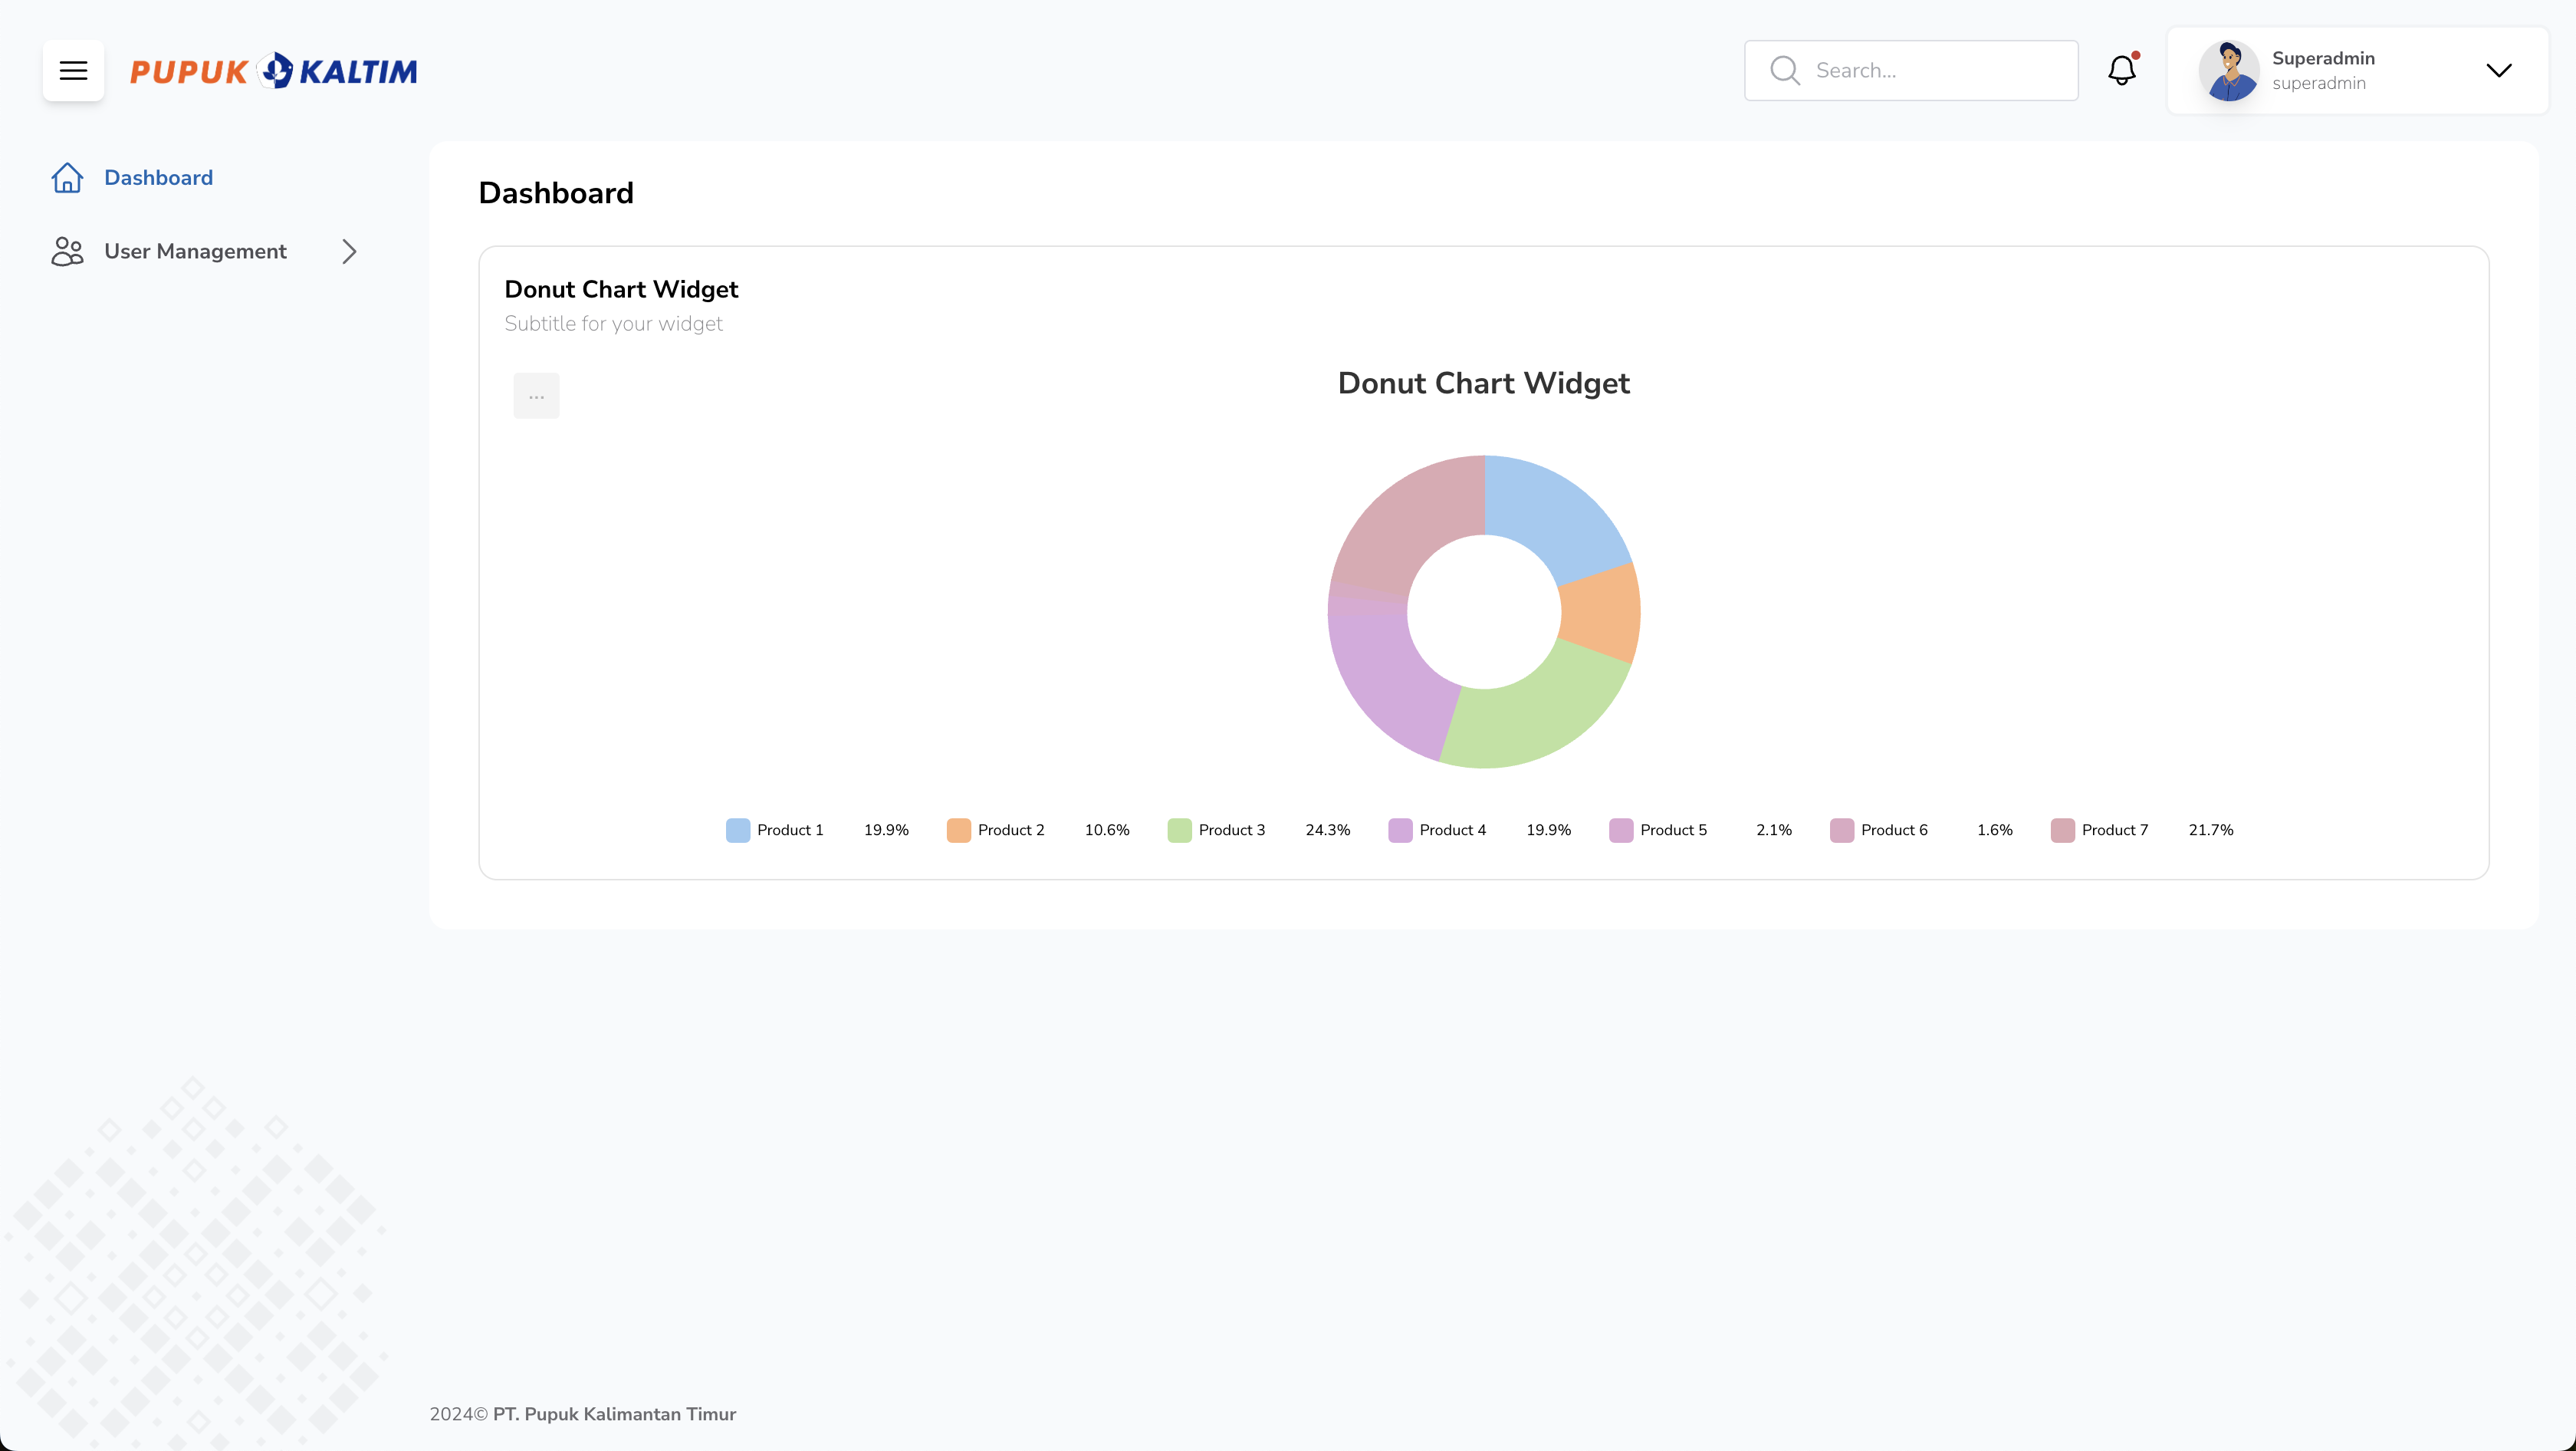 PUPUK KALTIM
Search...
Superadmin
superadmin
Dashboard
User Management
Dashboard
Donut Chart Widget
Subtitle for your widget
...
Donut Chart Widget
Product 1 19.9% Product 2 10.6% Product 3 24.3% Product 4 19.9% Product 5 2.1% Product 6 1.6% Product 7 21.7%
2024© PT. Pupuk Kalimantan Timur